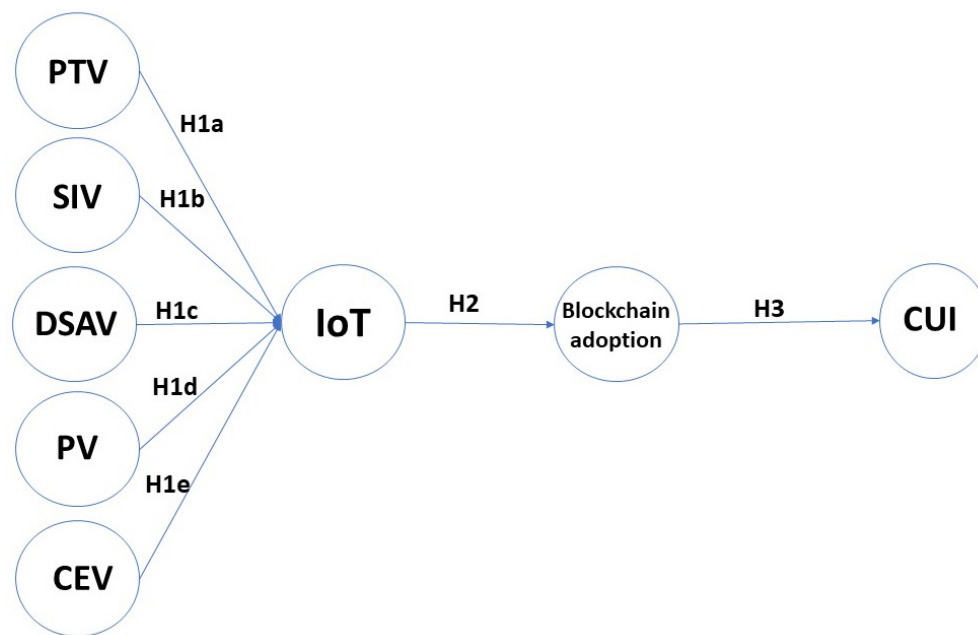 PTV
H1a
SIV
H1b
DSAV
H1c
PV
H1d
CEV
H1e
IoT
H2
Blockchain
adoption
H3
CUI